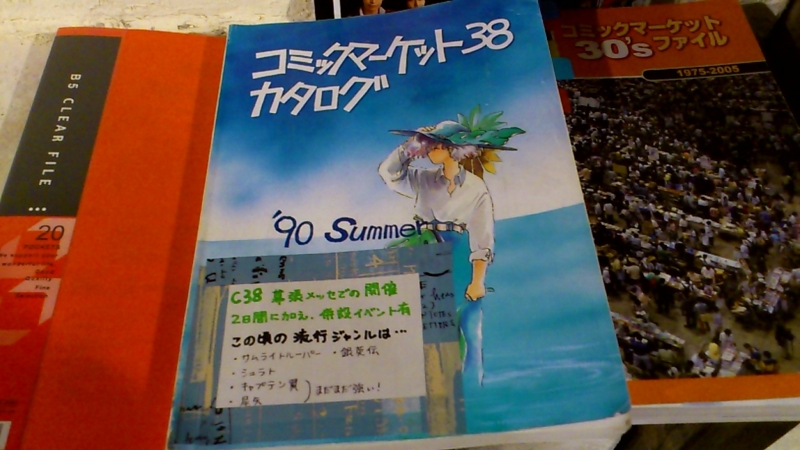 コミックマーケット38
カタログ
'90 Summer
C38 幕張メッセでの開催
2日間に加え、併設イベント有
この頃の流行ジャンルは…
・サムライトルーパー ・銀英伝
・シュラト
・キャプテン翼
・星矢
まだまだ強い!
B5 CLEAR FILE
20
POCKETS
コミックマーケット
30'sファイル
1975-2005